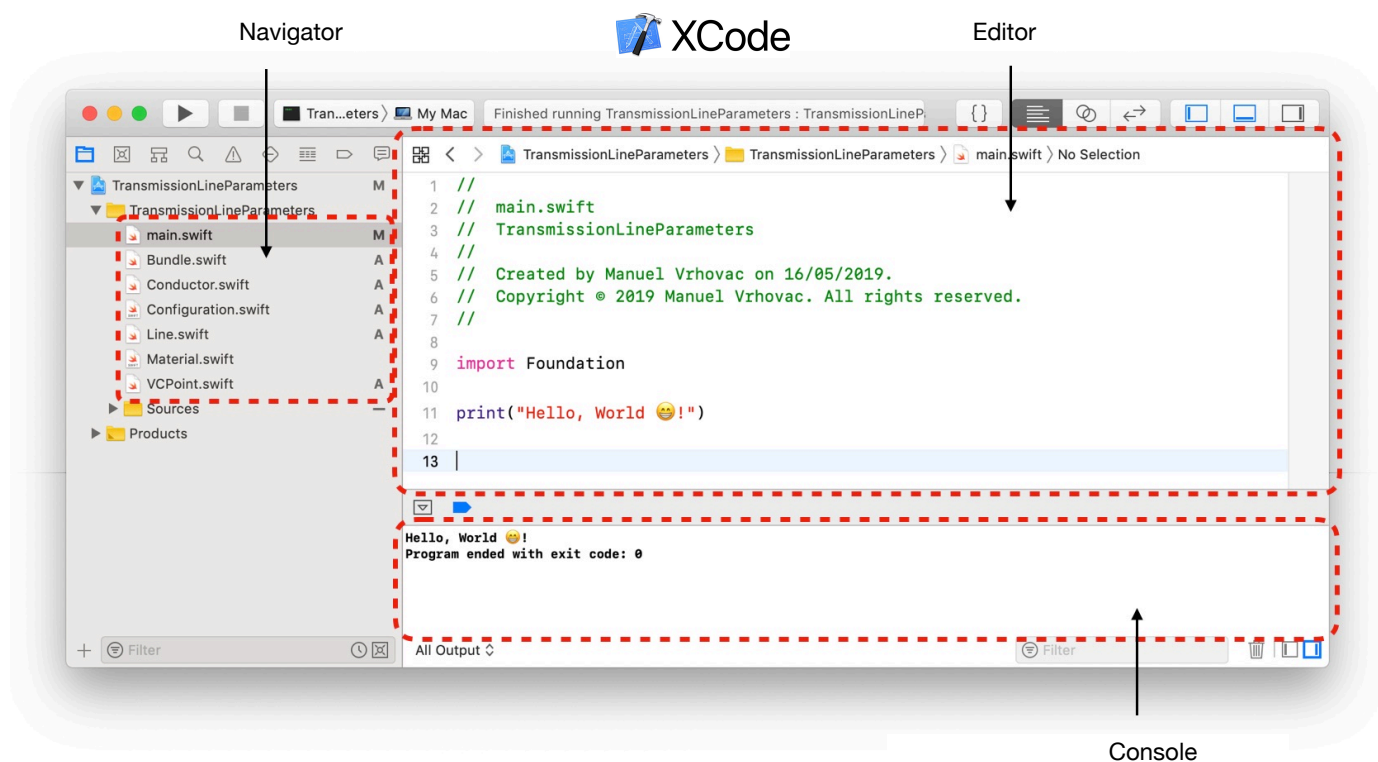 Navigator
XCode
Editor
Tran...eters〉 My Mac
Finished running TransmissionLineParameters : TransmissionLineP
{}
TransmissionLineParameters 〉 TransmissionLineParameters 〉 main.swift 〉 No Selection
TransmissionLineParameters M
TransmissionLineParameters
main.swift M
Bundle.swift A
Conductor.swift A
Configuration.swift A
Line.swift A
Material.swift
VCPoint.swift A
Sources —
Products
1 //
2 // main.swift
3 // TransmissionLineParameters
4 //
5 // Created by Manuel Vrhovac on 16/05/2019.
6 // Copyright © 2019 Manuel Vrhovac. All rights reserved.
7 //
8
9 import Foundation
10
11 print("Hello, World 😁!")
12
13
Hello, World 😁!
Program ended with exit code: 0
Filter
All Output
Filter
Console